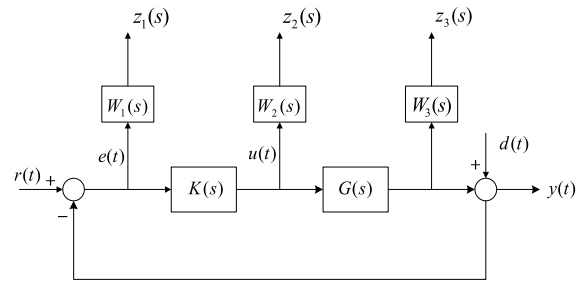 z₁(s) z₂(s) z₃(s)
W₁(s) W₂(s) W₃(s)
e(t) u(t) d(t)
r(t) + K(s) G(s) + y(t)
−